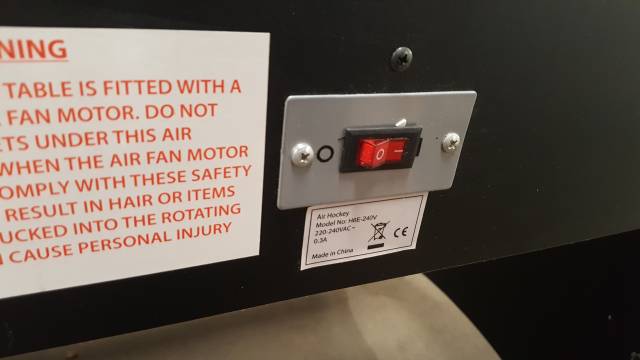 NING
TABLE IS FITTED WITH A
FAN MOTOR. DO NOT
ETS UNDER THIS AIR
WHEN THE AIR FAN MOTOR
OMPLY WITH THESE SAFETY
RESULT IN HAIR OR ITEMS
UCKED INTO THE ROTATING
CAUSE PERSONAL INJURY
O
O –
Air Hockey
Model No: HRE-240V
220-240VAC ~
0.3A
CE
Made in China